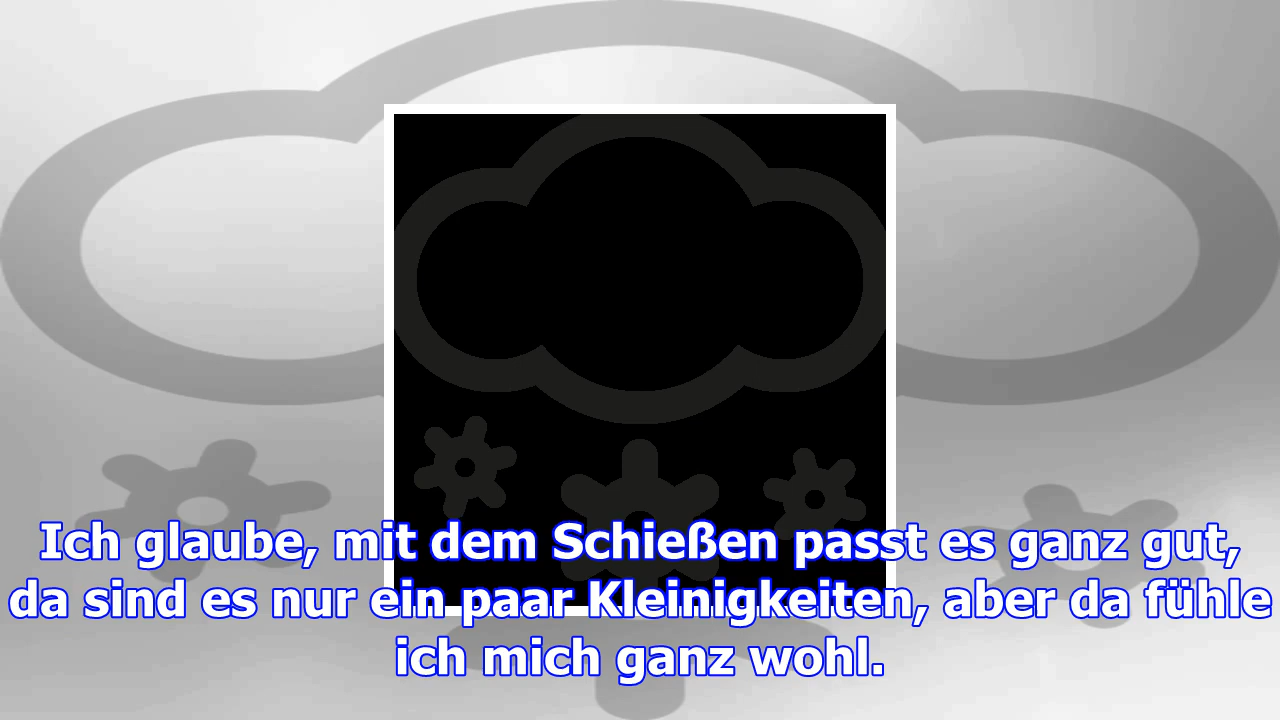 Ich glaube, mit dem Schießen passt es ganz gut,
da sind es nur ein paar Kleinigkeiten, aber da fühle
ich mich ganz wohl.